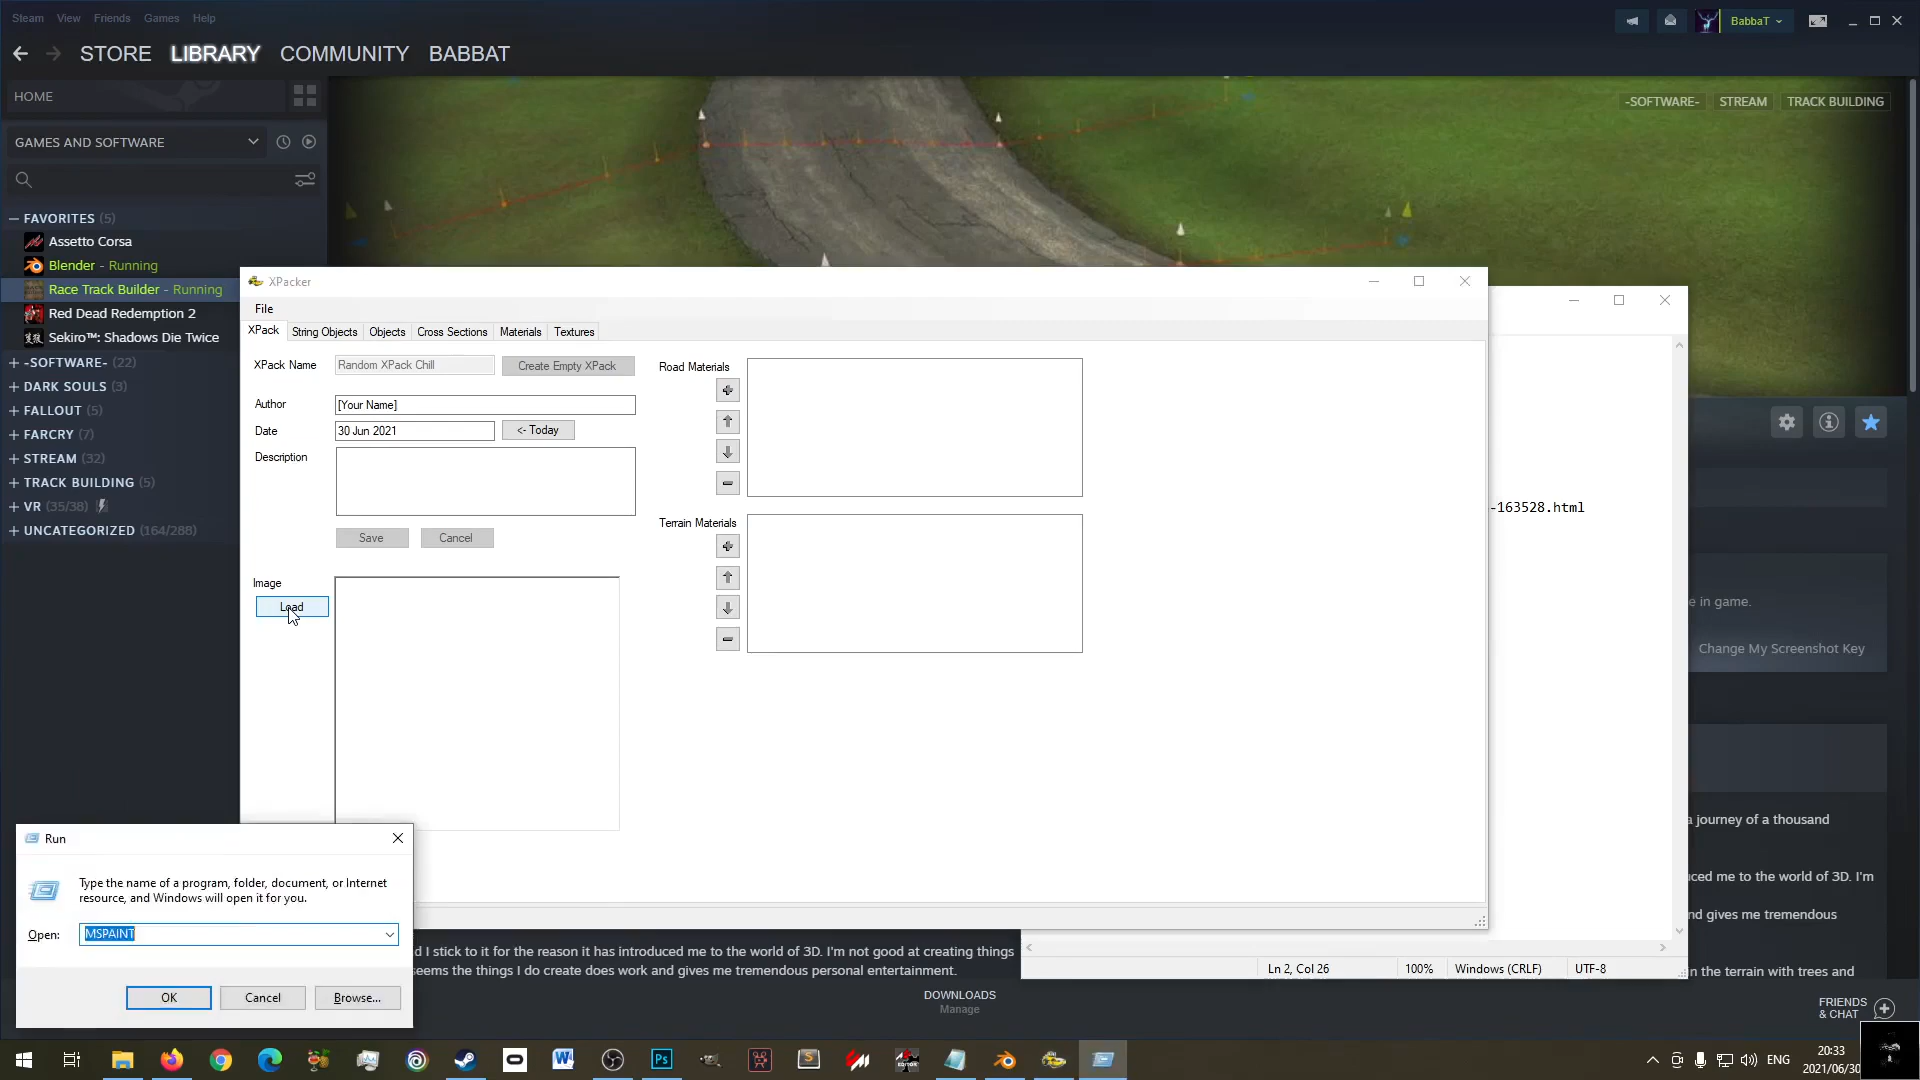 Steam View Friends Games Help
BabbaT
STORE LIBRARY COMMUNITY BABBAT
HOME
-SOFTWARE- STREAM TRACK BUILDING
GAMES AND SOFTWARE
FAVORITES (5)
Assetto Corsa
Blender - Running
Race Track Builder - Running
Red Dead Redemption 2
Sekiro™: Shadows Die Twice
-SOFTWARE- (22)
DARK SOULS (3)
FALLOUT (5)
FARCRY (7)
STREAM (32)
TRACK BUILDING (5)
VR (35/38)
UNCATEGORIZED (164/288)
XPacker
File
XPack String Objects Objects Cross Sections Materials Textures
XPack Name Random XPack Chill Create Empty XPack
Author [Your Name]
Date 30 Jun 2021 <- Today
Description
Save Cancel
Image
Load
Road Materials
Terrain Materials
-163528.html
e in game.
Change My Screenshot Key
a journey of a thousand
uced me to the world of 3D. I'm
nd gives me tremendous
n the terrain with trees and
Run
Type the name of a program, folder, document, or Internet
resource, and Windows will open it for you.
Open: MSPAINT
OK Cancel Browse...
d I stick to it for the reason it has introduced me to the world of 3D. I'm not good at creating things
seems the things I do create does work and gives me tremendous personal entertainment.
Ln 2, Col 26 100% Windows (CRLF) UTF-8
DOWNLOADS
Manage
FRIENDS
& CHAT
Ps
ENG
20:33
2021/06/30